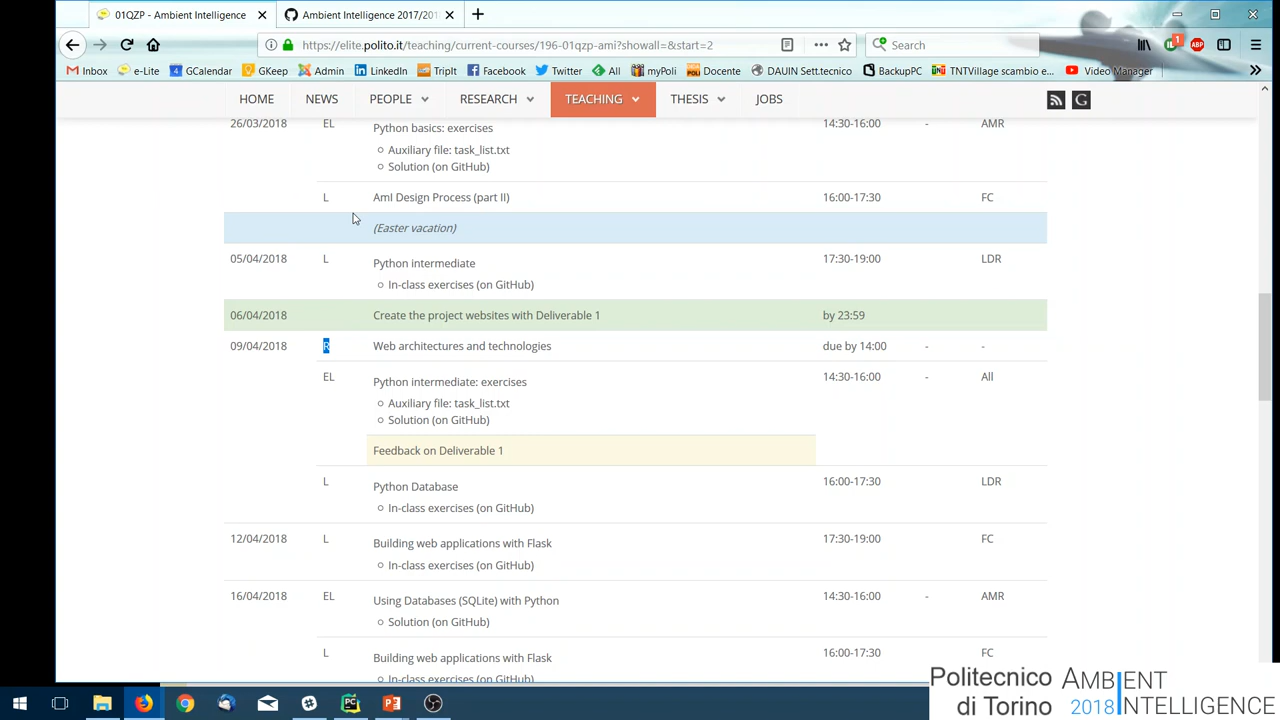 01QZP - Ambient Intelligence
Ambient Intelligence 2017/201
https://elite.polito.it/teaching/current-courses/196-01qzp-ami?showall=&start=2
Search
1
ABP
Inbox e-Lite GCalendar GKeep Admin LinkedIn TripIt Facebook Twitter All myPoli Docente DAUIN Sett.tecnico BackupPC TNTVillage scambio e... Video Manager
HOME NEWS PEOPLE RESEARCH TEACHING THESIS JOBS
26/03/2018 EL Python basics: exercises 14:30-16:00 - AMR
Auxiliary file: task_list.txt
Solution (on GitHub)
L AmI Design Process (part II) 16:00-17:30 FC
(Easter vacation)
05/04/2018 L Python intermediate 17:30-19:00 LDR
In-class exercises (on GitHub)
06/04/2018 Create the project websites with Deliverable 1 by 23:59
09/04/2018 R Web architectures and technologies due by 14:00 - -
EL Python intermediate: exercises 14:30-16:00 - All
Auxiliary file: task_list.txt
Solution (on GitHub)
Feedback on Deliverable 1
L Python Database 16:00-17:30 LDR
In-class exercises (on GitHub)
12/04/2018 L Building web applications with Flask 17:30-19:00 FC
In-class exercises (on GitHub)
16/04/2018 EL Using Databases (SQLite) with Python 14:30-16:00 - AMR
Solution (on GitHub)
L Building web applications with Flask 16:00-17:30 FC
In-class exercises (on GitHub)
Politecnico
di Torino
AMBIENT
2018 INTELLIGENCE